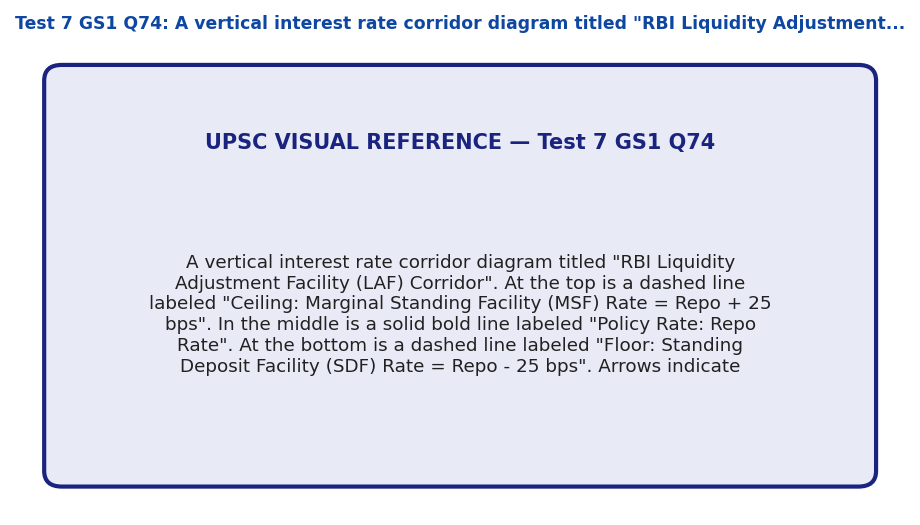 Test 7 GS1 Q74: A vertical interest rate corridor diagram titled "RBI Liquidity Adjustment...
UPSC VISUAL REFERENCE — Test 7 GS1 Q74
A vertical interest rate corridor diagram titled "RBI Liquidity
Adjustment Facility (LAF) Corridor". At the top is a dashed line
labeled "Ceiling: Marginal Standing Facility (MSF) Rate = Repo + 25
bps". In the middle is a solid bold line labeled "Policy Rate: Repo
Rate". At the bottom is a dashed line labeled "Floor: Standing
Deposit Facility (SDF) Rate = Repo - 25 bps". Arrows indicate